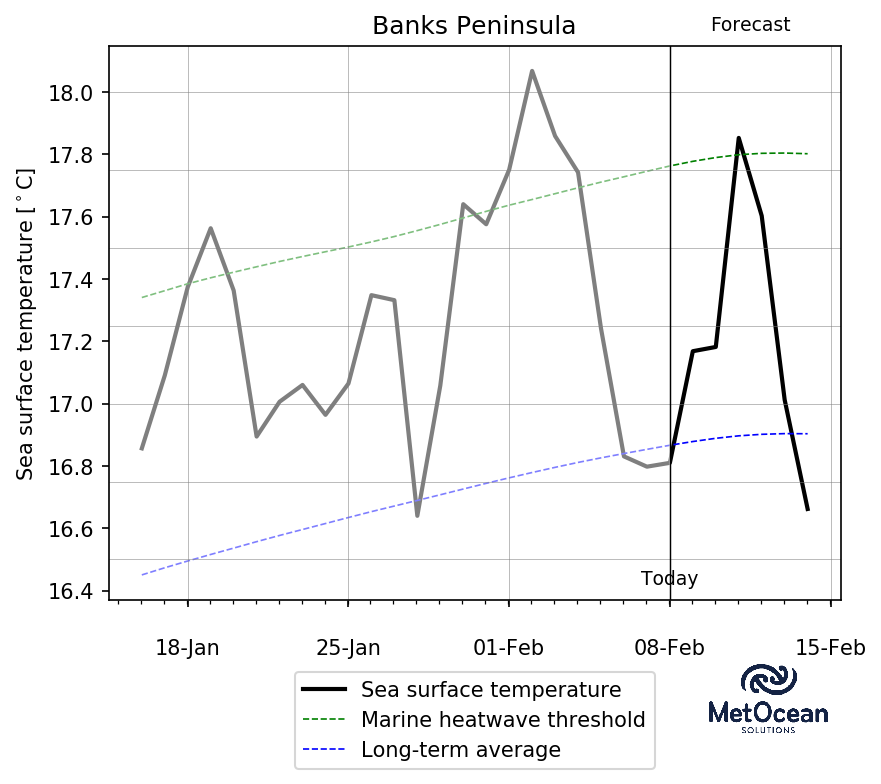 Banks Peninsula
Forecast
Sea surface temperature [°C]
18.0
17.8
17.6
17.4
17.2
17.0
16.8
16.6
16.4
Today
18-Jan
25-Jan
01-Feb
08-Feb
15-Feb
Sea surface temperature
Marine heatwave threshold
Long-term average
MetOcean
SOLUTIONS